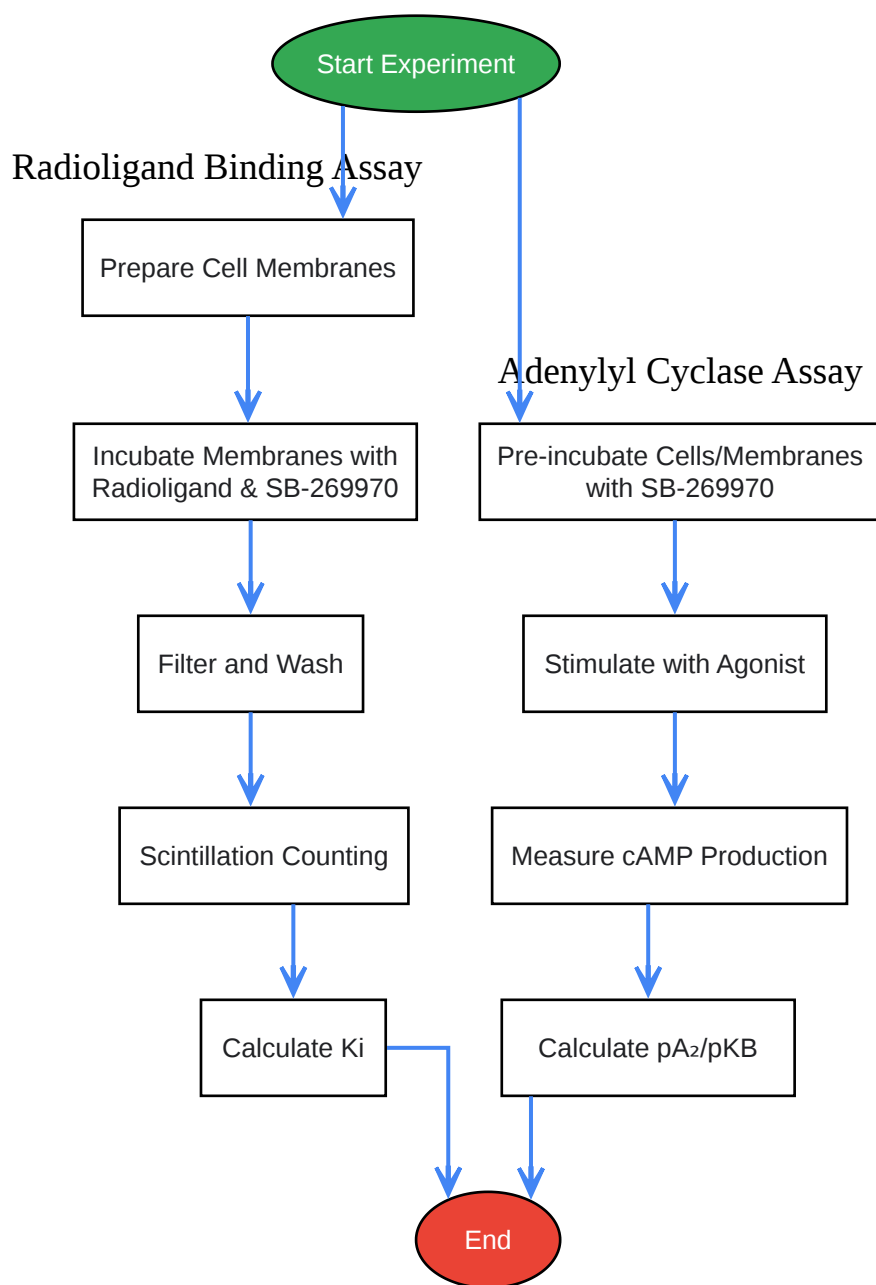 Start Experiment
Radioligand Binding Assay
Prepare Cell Membranes
Adenylyl Cyclase Assay
Incubate Membranes with
Radioligand & SB-269970
Pre-incubate Cells/Membranes
with SB-269970
Filter and Wash
Stimulate with Agonist
Scintillation Counting
Measure cAMP Production
Calculate Ki
Calculate pA₂/pKB
End